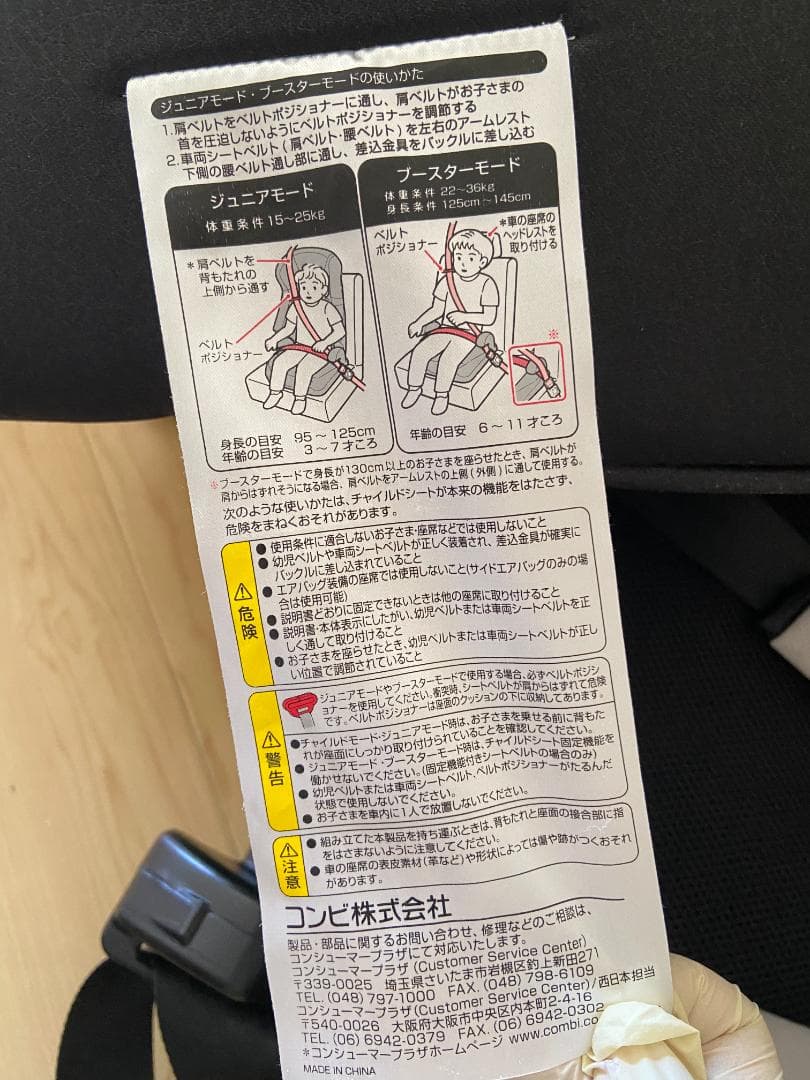 ジュニアモード・ブースターモードの使いかた
1.肩ベルトをベルトポジショナーに通し、肩ベルトがお子さまの
首を圧迫しないようにベルトポジショナーを調節する
2.車両シートベルト(肩ベルト・腰ベルト)を左右のアームレスト
下側の腰ベルト通し部に通し、差込金具をバックルに差し込む
ジュニアモード
体重条件 15~25kg
*肩ベルトを
背もたれの
上側から通す
ベルト
ポジショナー
身長の目安 95~125cm
年齢の目安 3~7才ころ
ブースターモード
体重条件 22~36kg
身長条件 125cm~145cm
ベルト
ポジショナー
*車の座席の
ヘッドレストを
取り付ける
※
年齢の目安 6~11才ころ
※ブースターモードで身長が130cm以上のお子さまを座らせたとき、肩ベルトが
肩からはずれそうになる場合、肩ベルトをアームレストの上側(外側)に通して使用する。
次のような使いかたは、チャイルドシートが本来の機能をはたさず、
危険をまねくおそれがあります。
危険
●使用条件に適合しないお子さま・座席などでは使用しないこと
●幼児ベルトや車両シートベルトが正しく装着され、差込金具が確実に
バックルに差し込まれていること
●エアバッグ装備の座席では使用しないこと(サイドエアバッグのみの場
合は使用可能)
●説明書どおりに固定できないときは他の座席に取り付けること
●説明書・本体表示にしたがい、幼児ベルトまたは車両シートベルトを正
しく通して取り付けること
●お子さまを座らせたとき、幼児ベルトまたは車両シートベルトが正し
い位置で調節されていること
警告
ジュニアモードやブースターモードで使用する場合、必ずベルトポジシ
ョナーを使用してください。衝突時、シートベルトが肩からはずれて危険
です。ベルトポジショナーは座面のクッションの下に収納してあります。
●チャイルドモード・ジュニアモード時は、お子さまを乗せる前に背もた
れが座面にしっかり取り付けられていることを確認してください。
●ジュニアモード・ブースターモード時は、チャイルドシート固定機能を
働かせないでください。(固定機能付きシートベルトの場合のみ)
●幼児ベルトまたは車両シートベルト、ベルトポジショナーがたるんだ
状態で使用しないでください。
●お子さまを車内に1人で放置しないでください。
注意
●組み立てた本製品を持ち運ぶときは、背もたれと座面の接合部に指
をはさまないように注意してください。
●車の座席の表皮素材(革など)や形状によっては傷や跡がつくおそれ
があります。
コンビ株式会社
製品・部品に関するお問い合わせ、修理などのご相談は、
コンシューマープラザにて対応いたします。
コンシューマープラザ(Customer Service Center)
〒339-0025 埼玉県さいたま市岩槻区釣上新田271
TEL.(048)797-1000 FAX.(048)798-6109
コンシューマープラザ(Customer Service Center)/西日本担当
〒540-0026 大阪府大阪市中央区内本町2-4-16
TEL.(06)6942-0379 FAX.(06)6942-0302
*コンシューマープラザホームページ www.combi.co
MADE IN CHINA